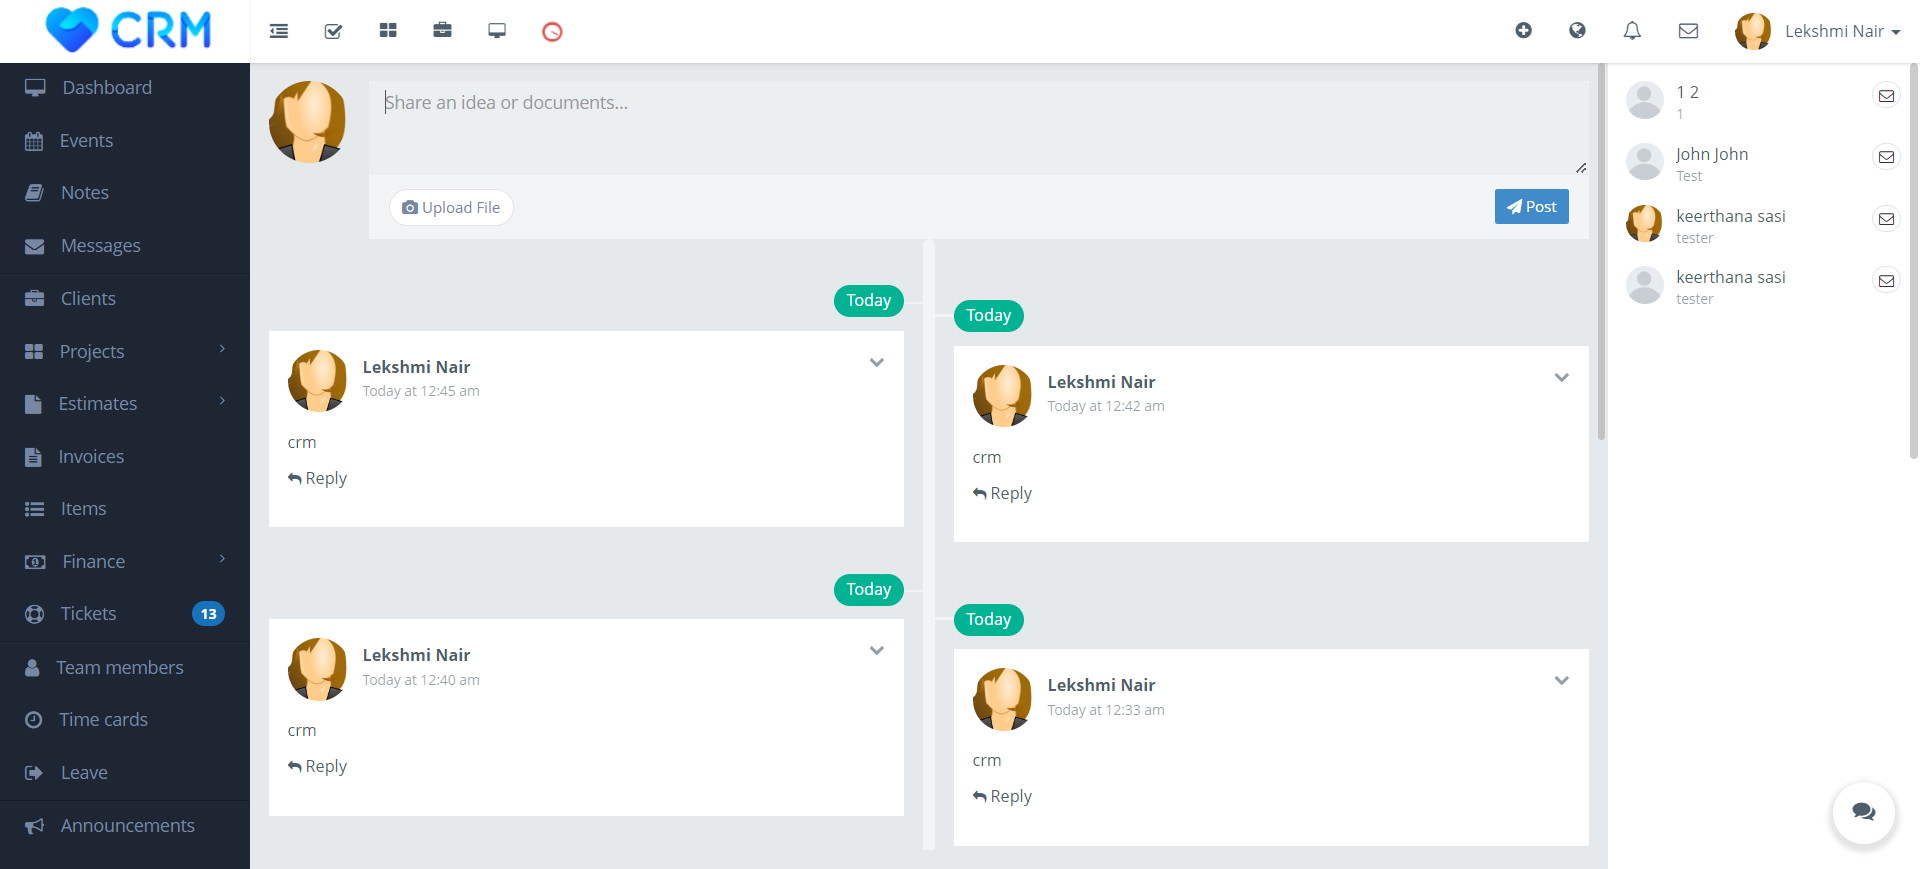 CRM
Lekshmi Nair
Dashboard
Events
Notes
Messages
Clients
Projects
Estimates
Invoices
Items
Finance
Tickets 13
Team members
Time cards
Leave
Announcements
Share an idea or documents...
Upload File
Post
Today
Lekshmi Nair
Today at 12:45 am
crm
Reply
Today
Lekshmi Nair
Today at 12:42 am
crm
Reply
Today
Lekshmi Nair
Today at 12:40 am
crm
Reply
Today
Lekshmi Nair
Today at 12:33 am
crm
Reply
1 2
1
John John
Test
keerthana sasi
tester
keerthana sasi
tester